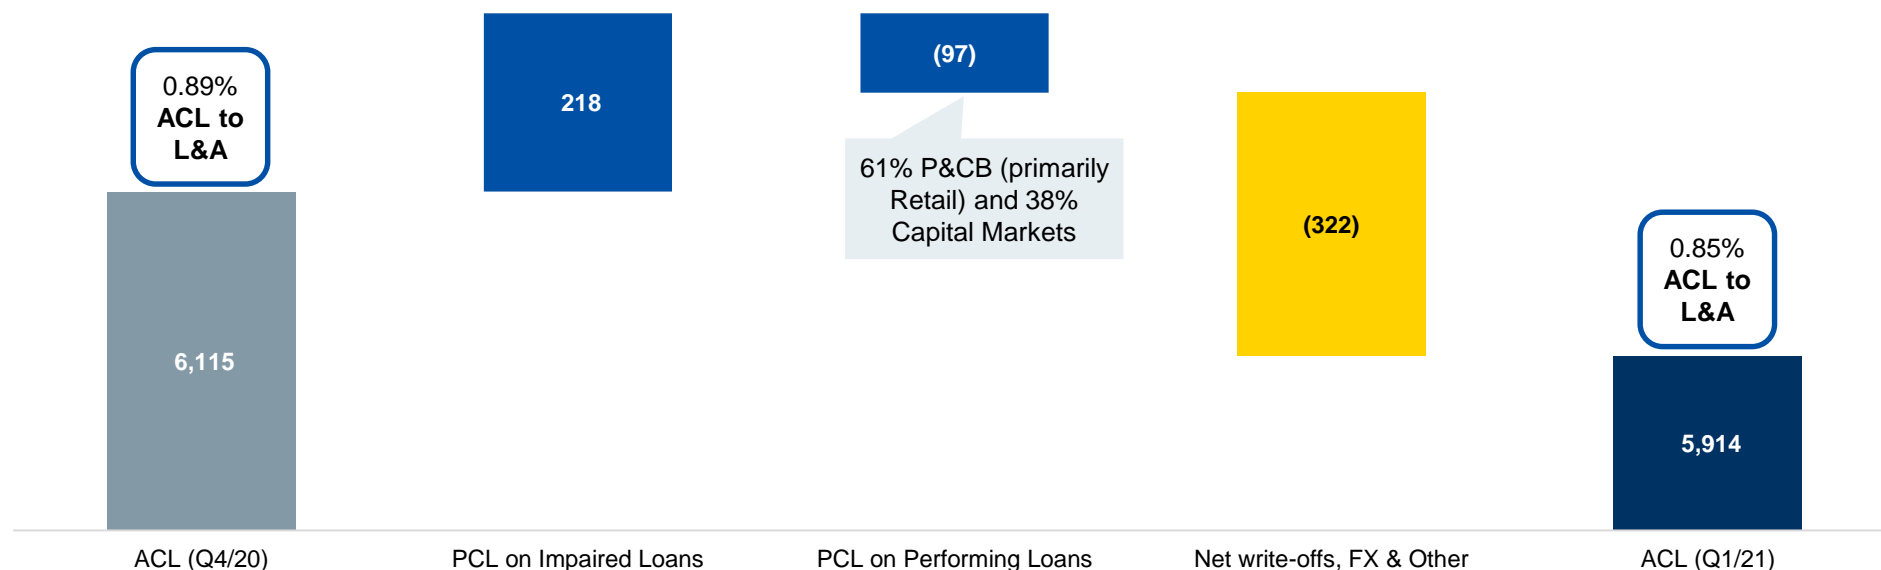 0.89%
ACL to
L&A
6,115
218
(97)
61% P&CB (primarily
Retail) and 38%
Capital Markets
(322)
0.85%
ACL to
L&A
5,914
ACL (Q4/20)
PCL on Impaired Loans
PCL on Performing Loans
Net write-offs, FX & Other
ACL (Q1/21)